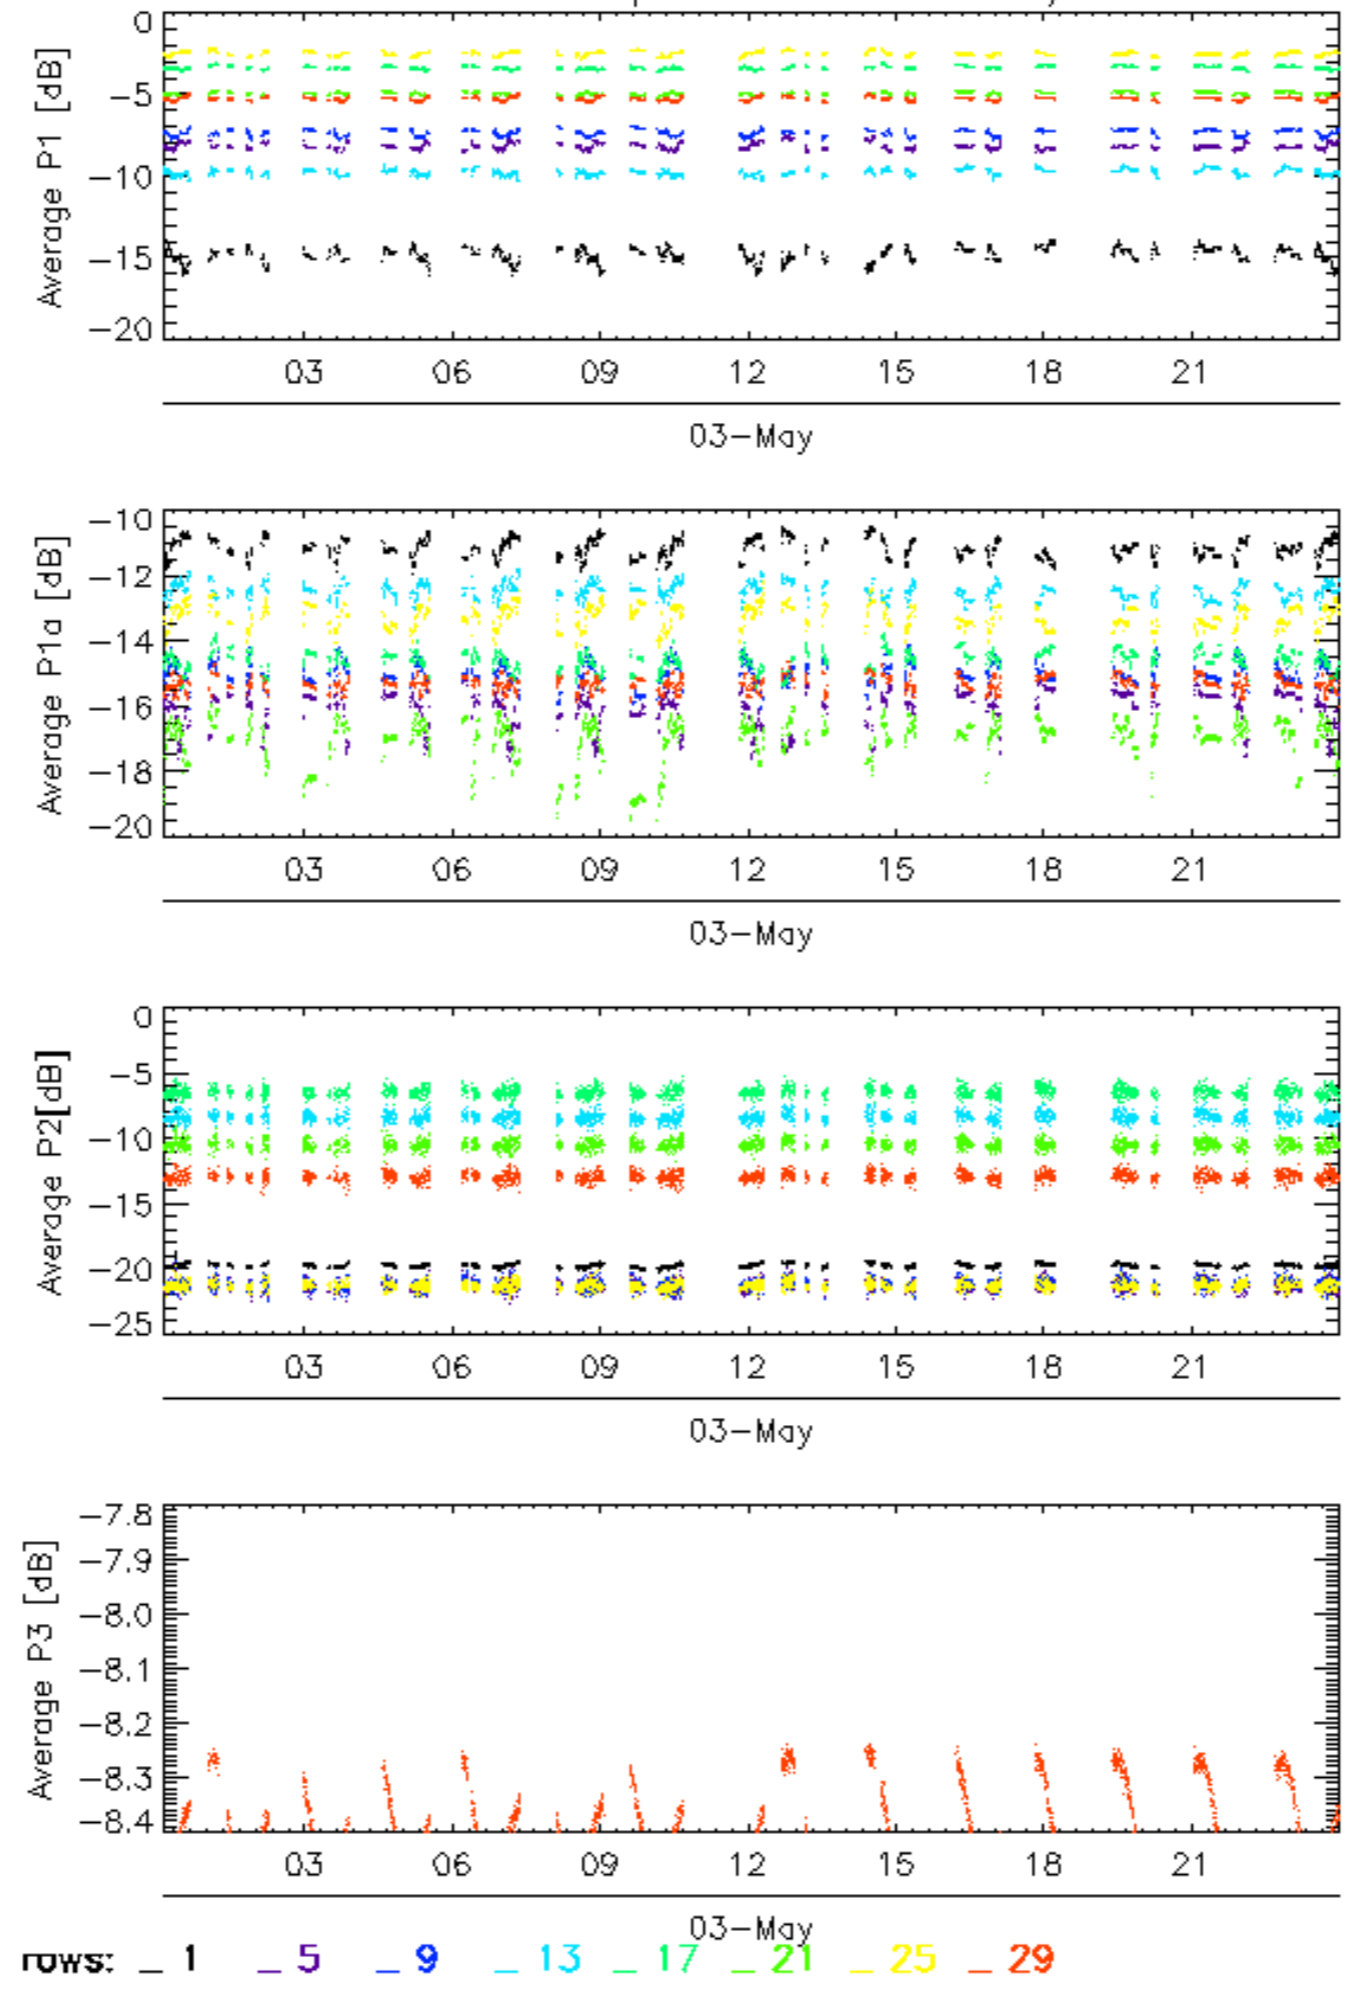 Average P1 [dB]
0
−5
−10
−15
−20
03 06 09 12 15 18 21
03−May
Average P1a [dB]
−10
−12
−14
−16
−18
−20
03 06 09 12 15 18 21
03−May
Average P2[dB]
0
−5
−10
−15
−20
−25
03 06 09 12 15 18 21
03−May
Average P3 [dB]
−7.8
−7.9
−8.0
−8.1
−8.2
−8.3
−8.4
03 06 09 12 15 18 21
03−May
rows: _ 1 _ 5 _ 9 _ 13 _ 17 _ 21 _ 25 _ 29